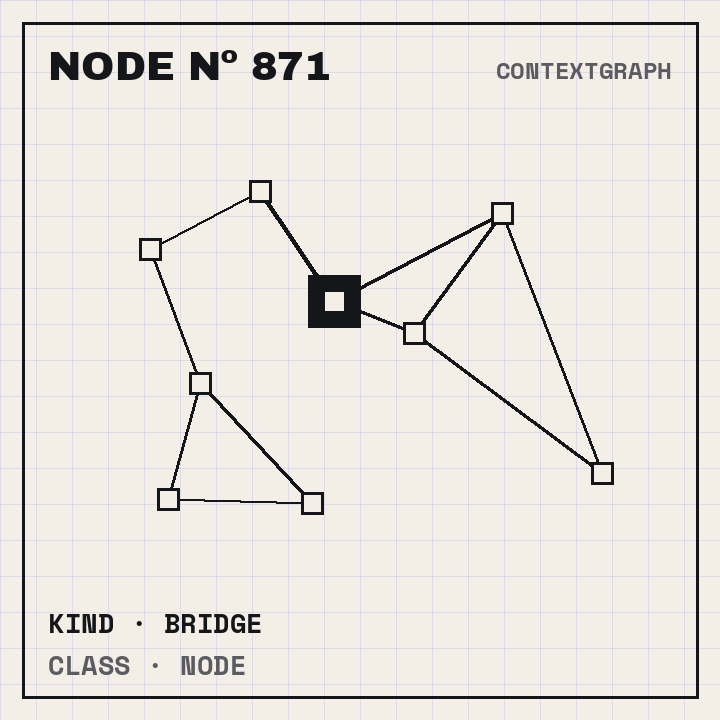 NODE Nº 871
CONTEXTGRAPH
KIND · BRIDGE
CLASS · NODE